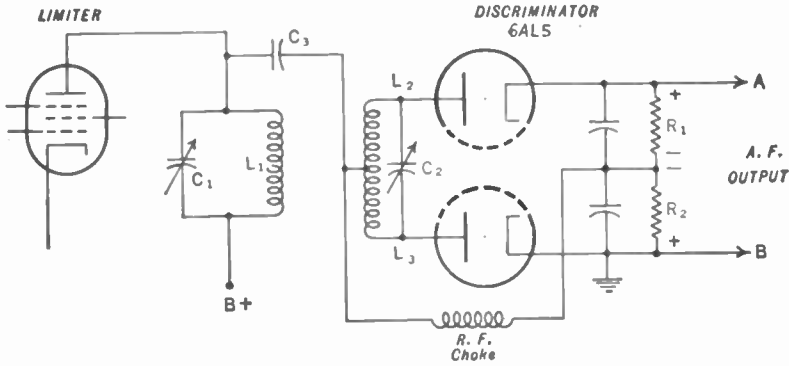 LIMITER
DISCRIMINATOR
6AL5
C3
L2
A
+
R1
L1
C1
C2
A. F.
OUTPUT
R2
L3
+
B
B+
R. F.
Choke